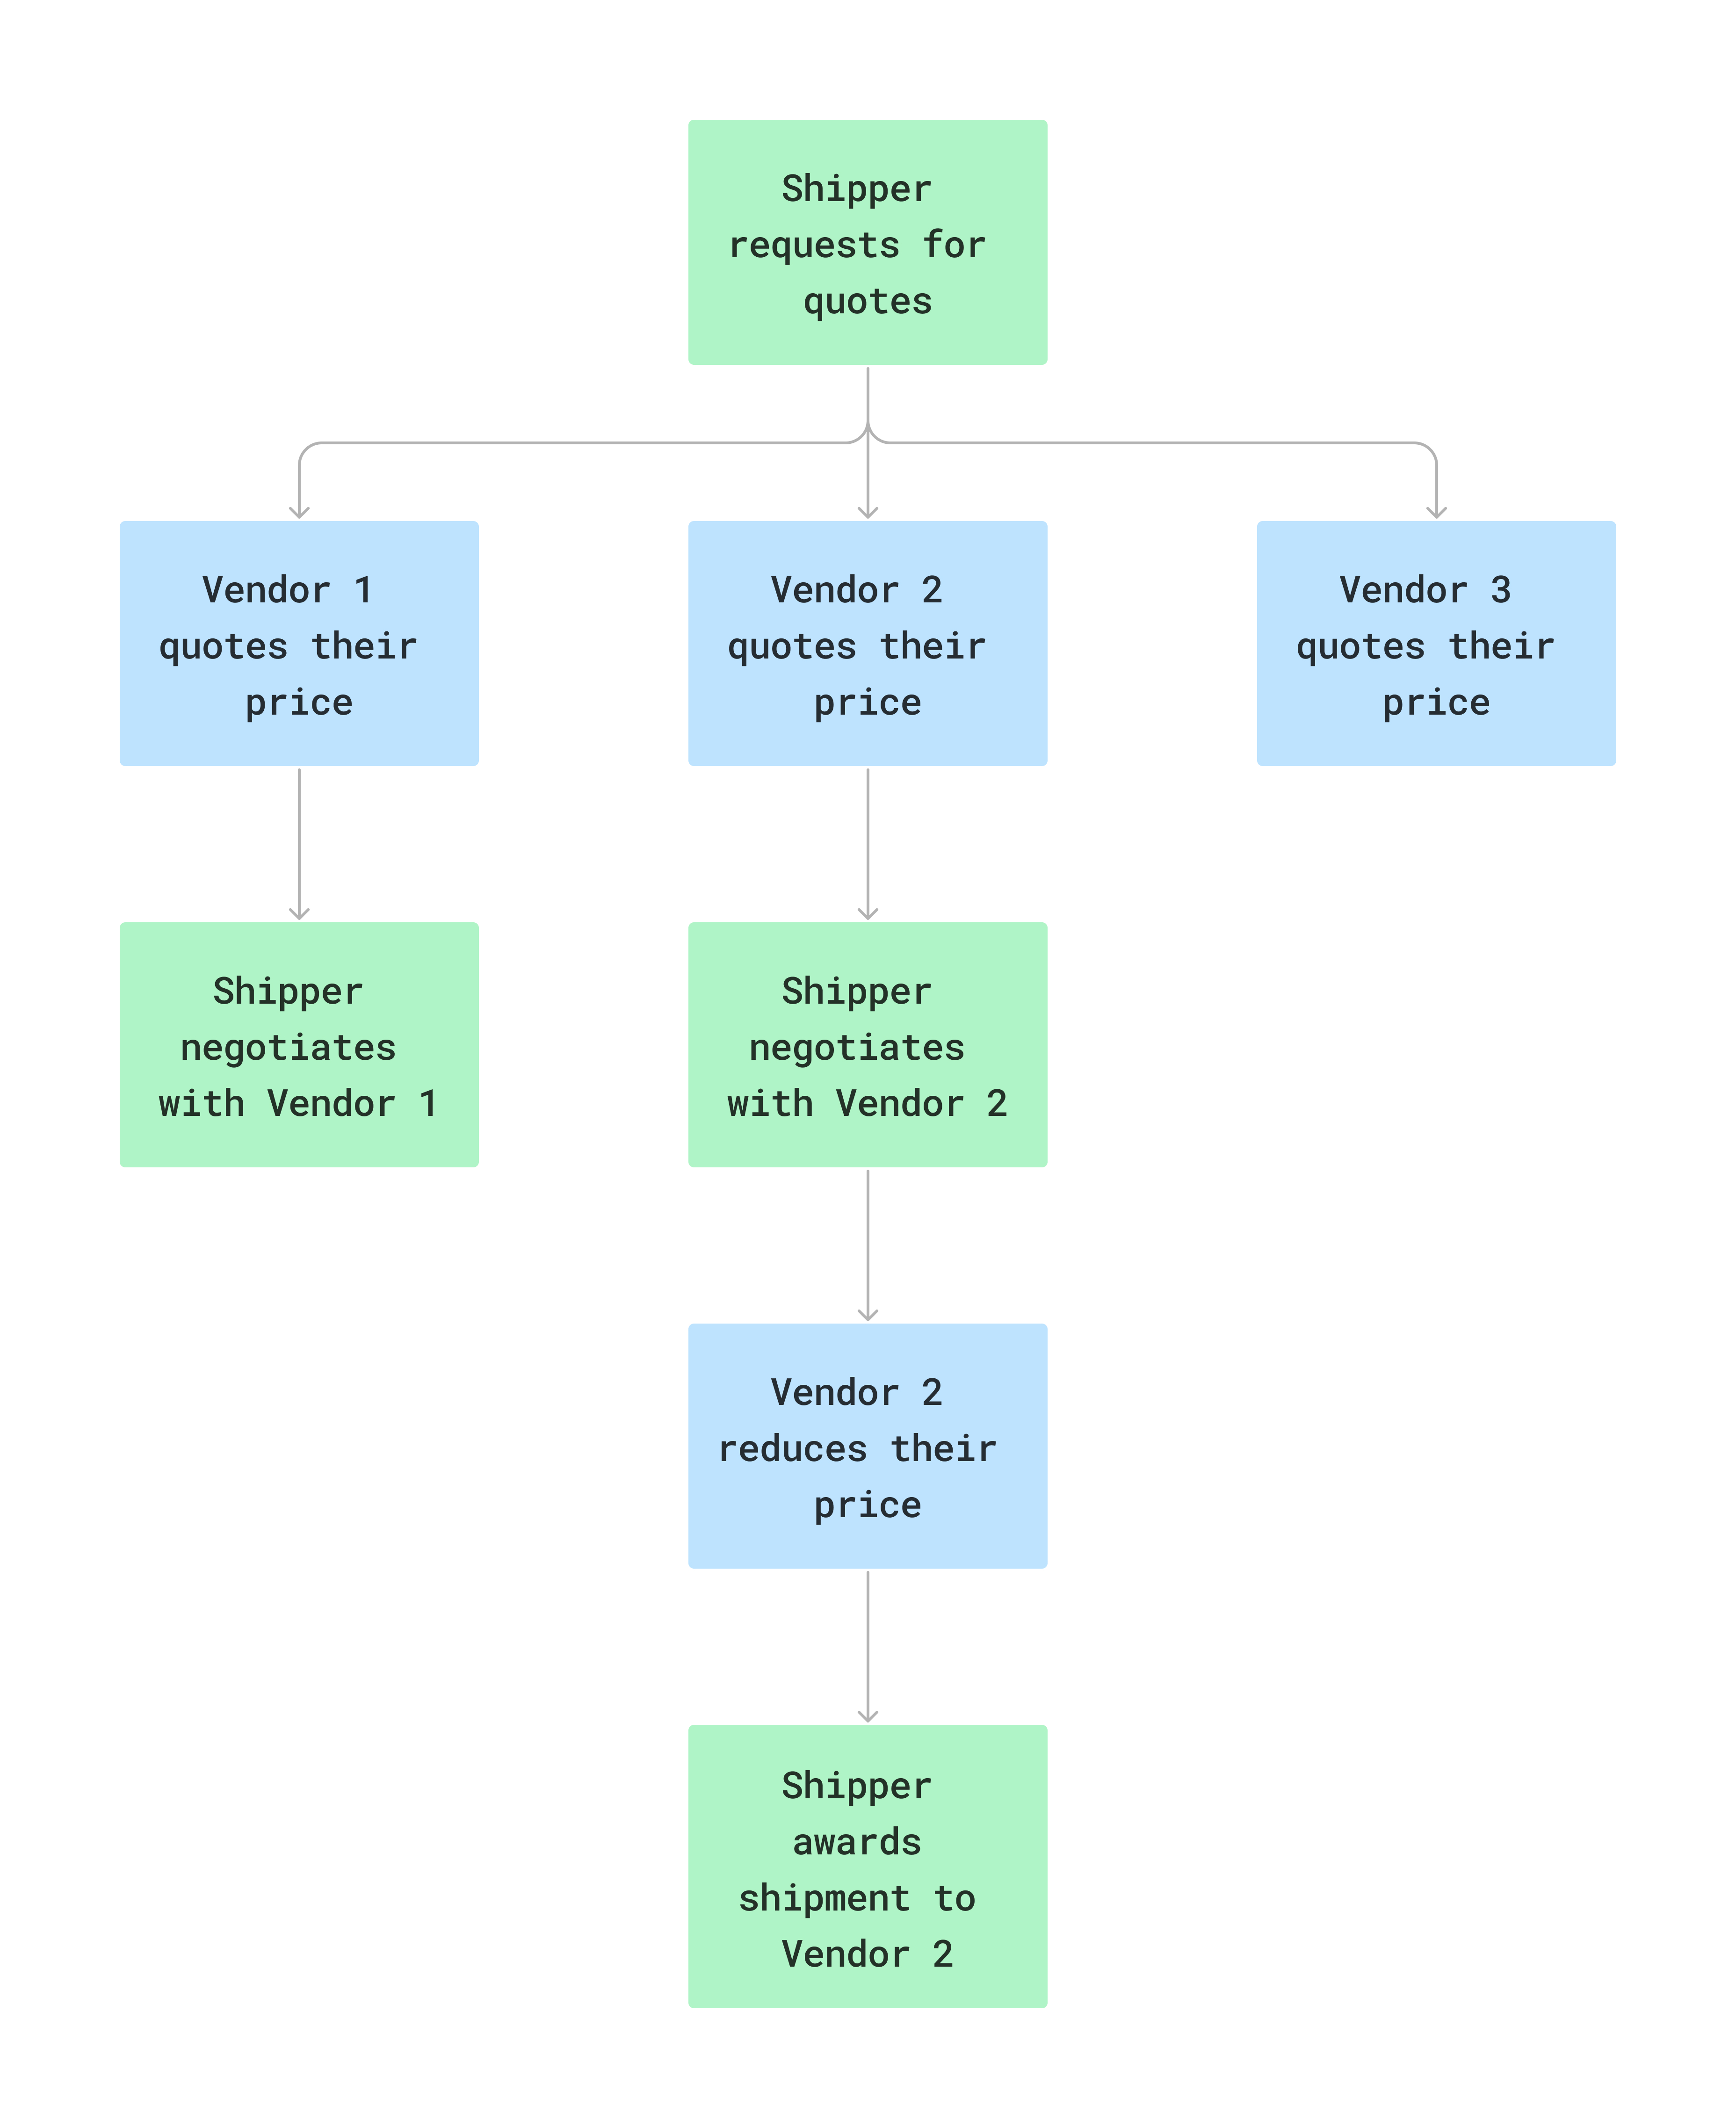 Shipper
requests for
quotes
Vendor 1
quotes their
price
Vendor 2
quotes their
price
Vendor 3
quotes their
price
Shipper
negotiates
with Vendor 1
Shipper
negotiates
with Vendor 2
Vendor 2
reduces their
price
Shipper
awards
shipment to
Vendor 2